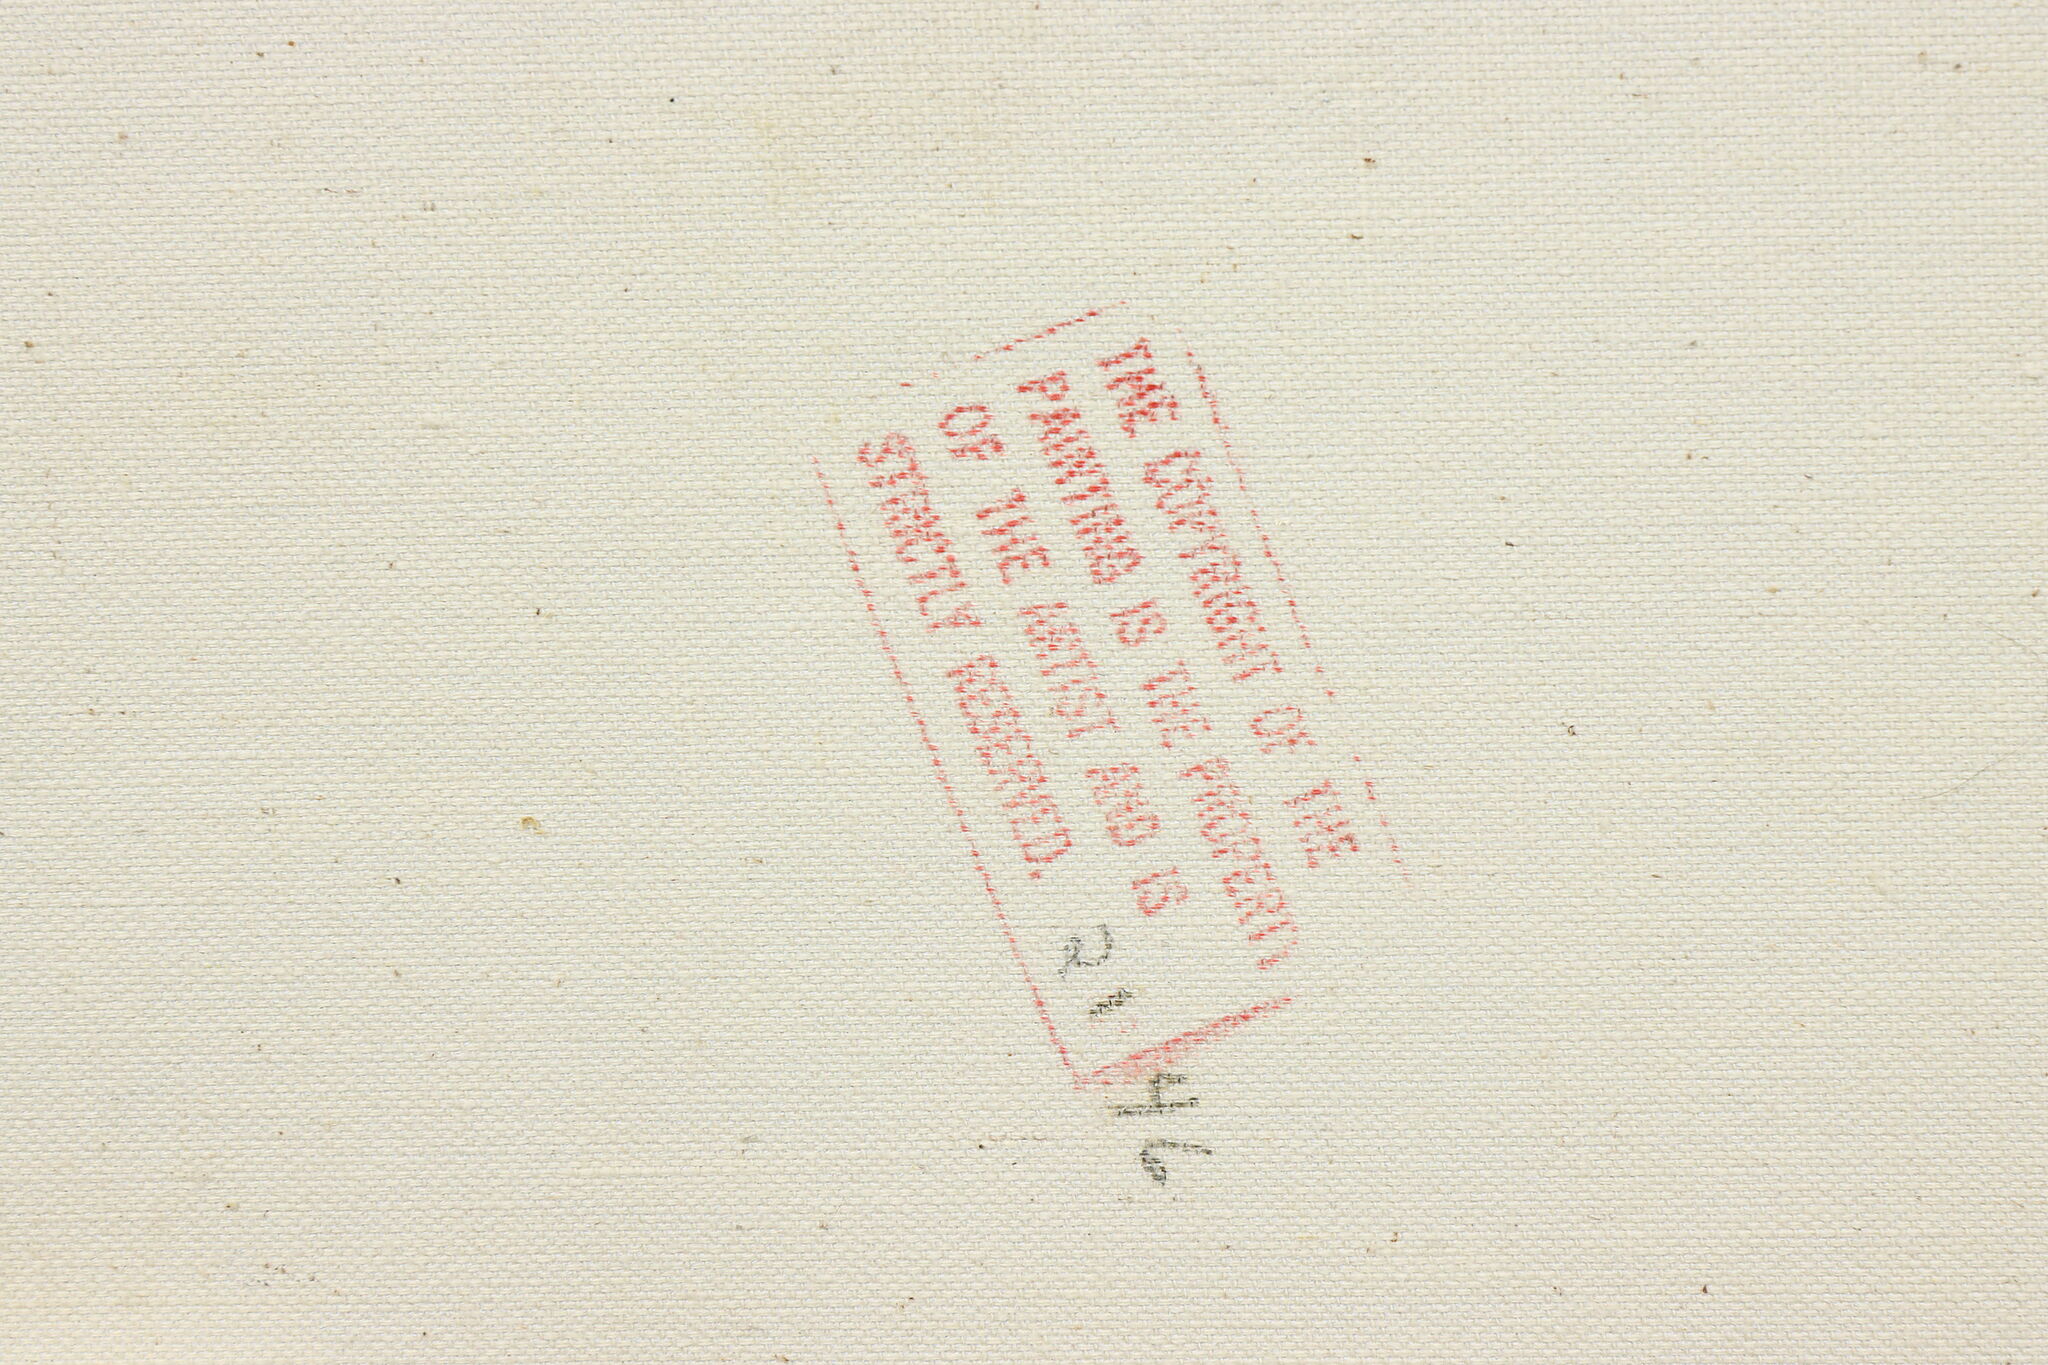 THE COPYRIGHT OF THE
PAINTING IS THE PROPERTY
OF THE ARTIST AND IS
STRICTLY RESERVED.